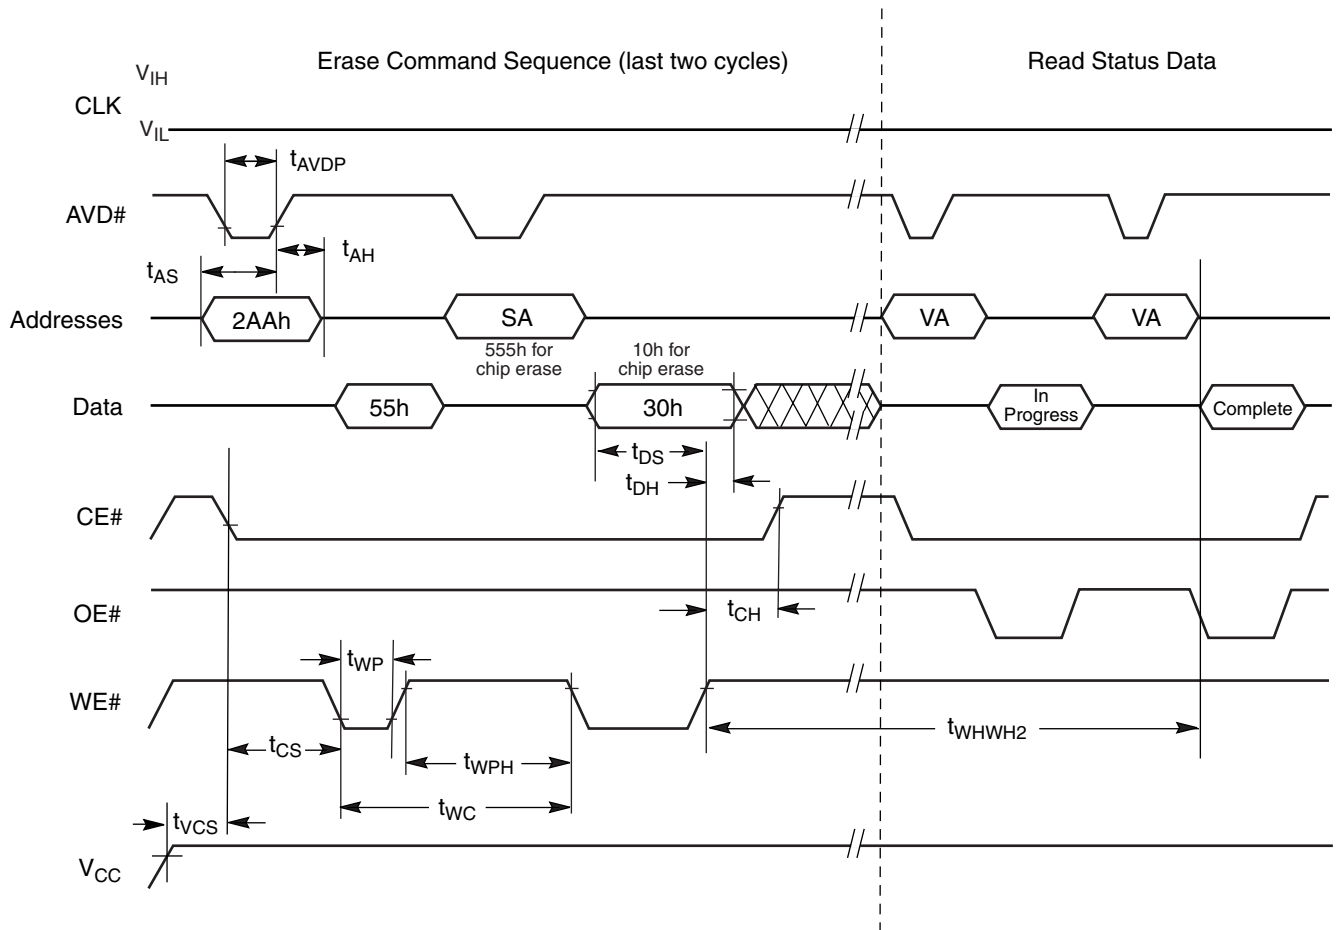 Erase Command Sequence (last two cycles)
Read Status Data
VIH
CLK
VIL
tAVDP
AVD#
tAH
tAS
Addresses
2AAh
SA
VA
VA
555h for
chip erase
10h for
chip erase
Data
55h
30h
In
Progress
Complete
tDS
tDH
CE#
OE#
tCH
tWP
WE#
tWHWH2
tCS
tWPH
tWC
tVCS
VCC